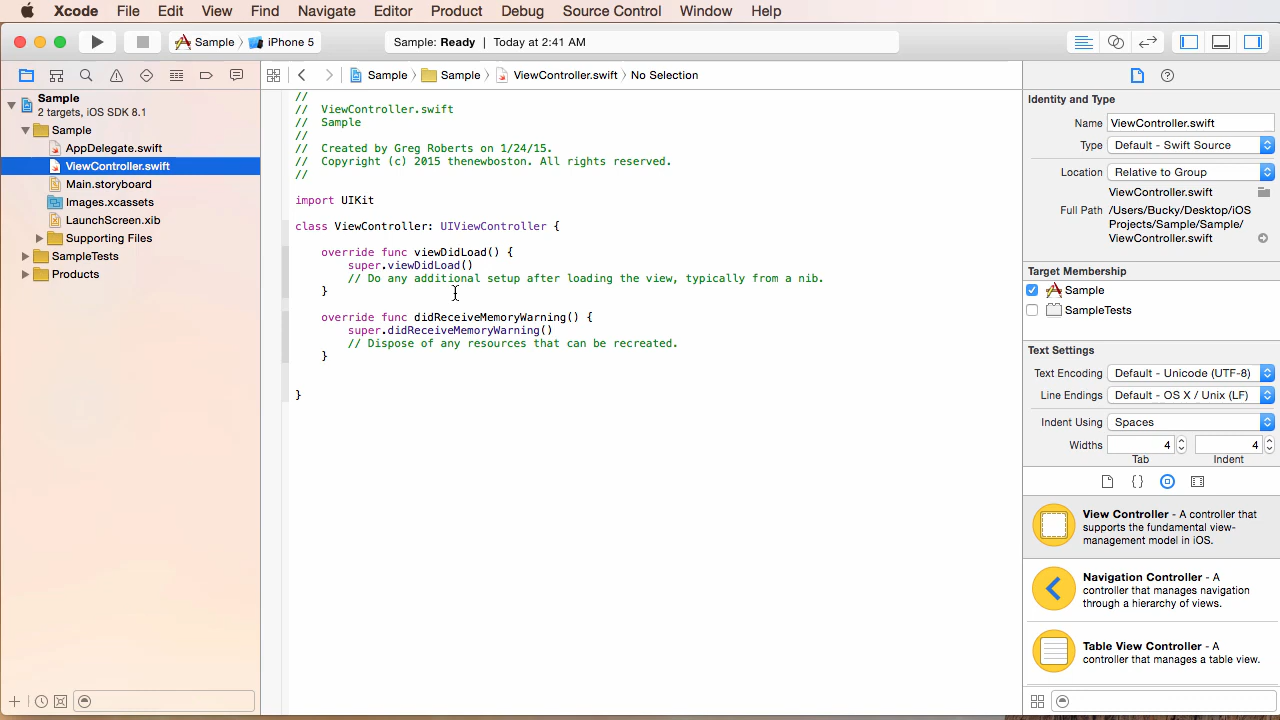 Xcode File Edit View Find Navigate Editor Product Debug Source Control Window Help
Sample iPhone 5 Sample: Ready | Today at 2:41 AM
Sample Sample ViewController.swift No Selection
Sample
2 targets, iOS SDK 8.1
Sample
AppDelegate.swift
ViewController.swift
Main.storyboard
Images.xcassets
LaunchScreen.xib
Supporting Files
SampleTests
Products
//
// ViewController.swift
// Sample
//
// Created by Greg Roberts on 1/24/15.
// Copyright (c) 2015 thenewboston. All rights reserved.
//
import UIKit
class ViewController: UIViewController {
override func viewDidLoad() {
super.viewDidLoad()
// Do any additional setup after loading the view, typically from a nib.
}
override func didReceiveMemoryWarning() {
super.didReceiveMemoryWarning()
// Dispose of any resources that can be recreated.
}
}
Identity and Type
Name ViewController.swift
Type Default - Swift Source
Location Relative to Group
ViewController.swift
Full Path /Users/Bucky/Desktop/iOS
Projects/Sample/Sample/
ViewController.swift
Target Membership
Sample
SampleTests
Text Settings
Text Encoding Default - Unicode (UTF-8)
Line Endings Default - OS X / Unix (LF)
Indent Using Spaces
Widths 4 4
Tab Indent
{}
View Controller - A controller that
supports the fundamental view-
management model in iOS.
Navigation Controller - A
controller that manages navigation
through a hierarchy of views.
Table View Controller - A
controller that manages a table view.